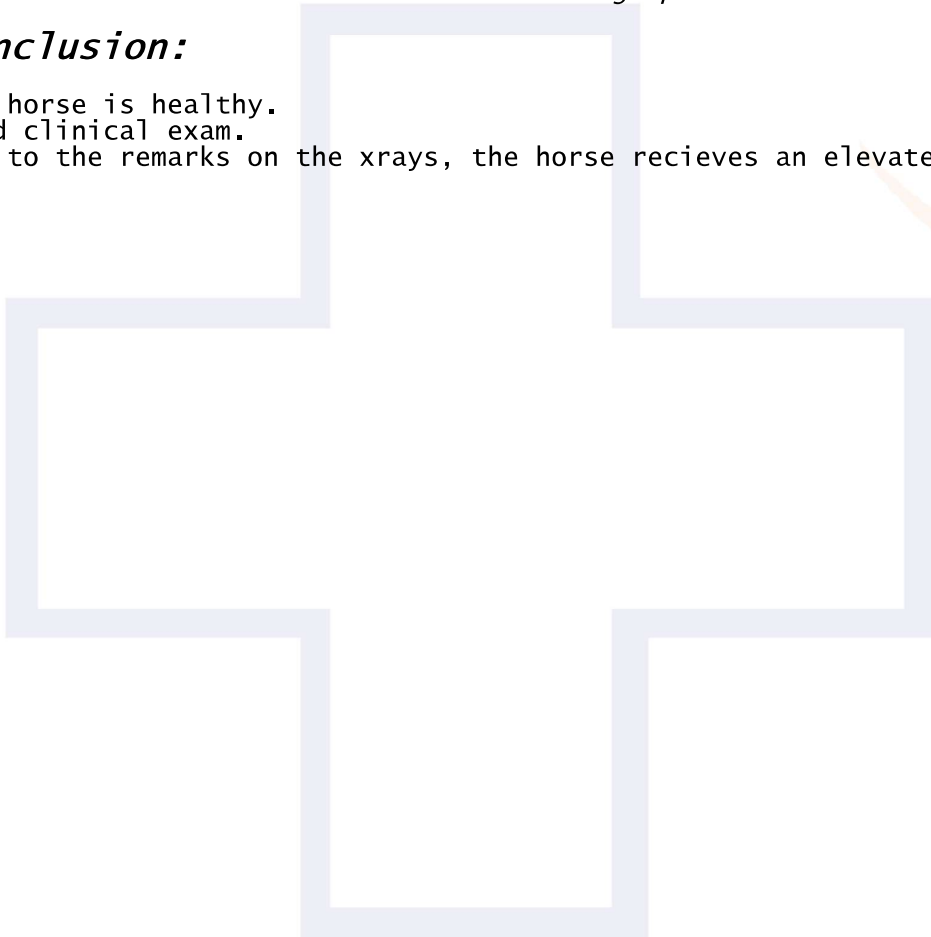 nclusion:
horse is healthy.
d clinical exam.
to the remarks on the xrays, the horse recieves an elevate